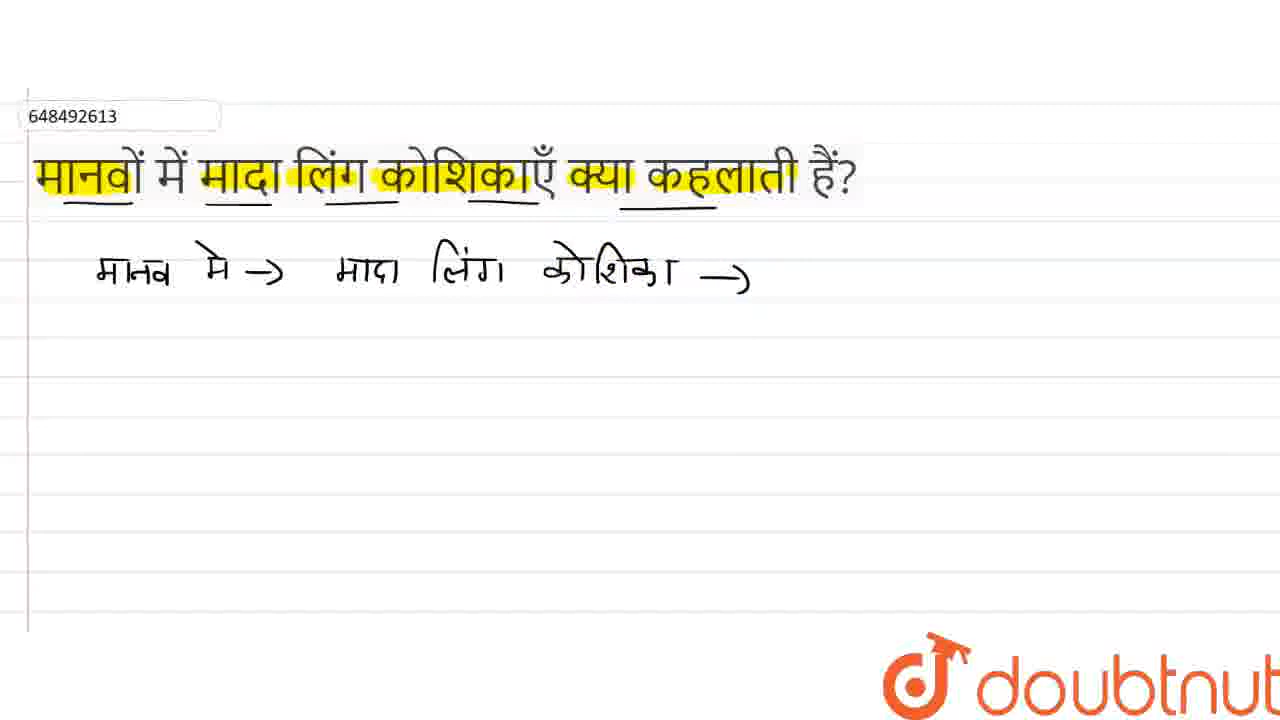 648492613
मानवों में मादा लिंग कोशिकाएँ क्या कहलाती हैं?
मानव मे → मादा लिंग कोशिका →
doubtnut